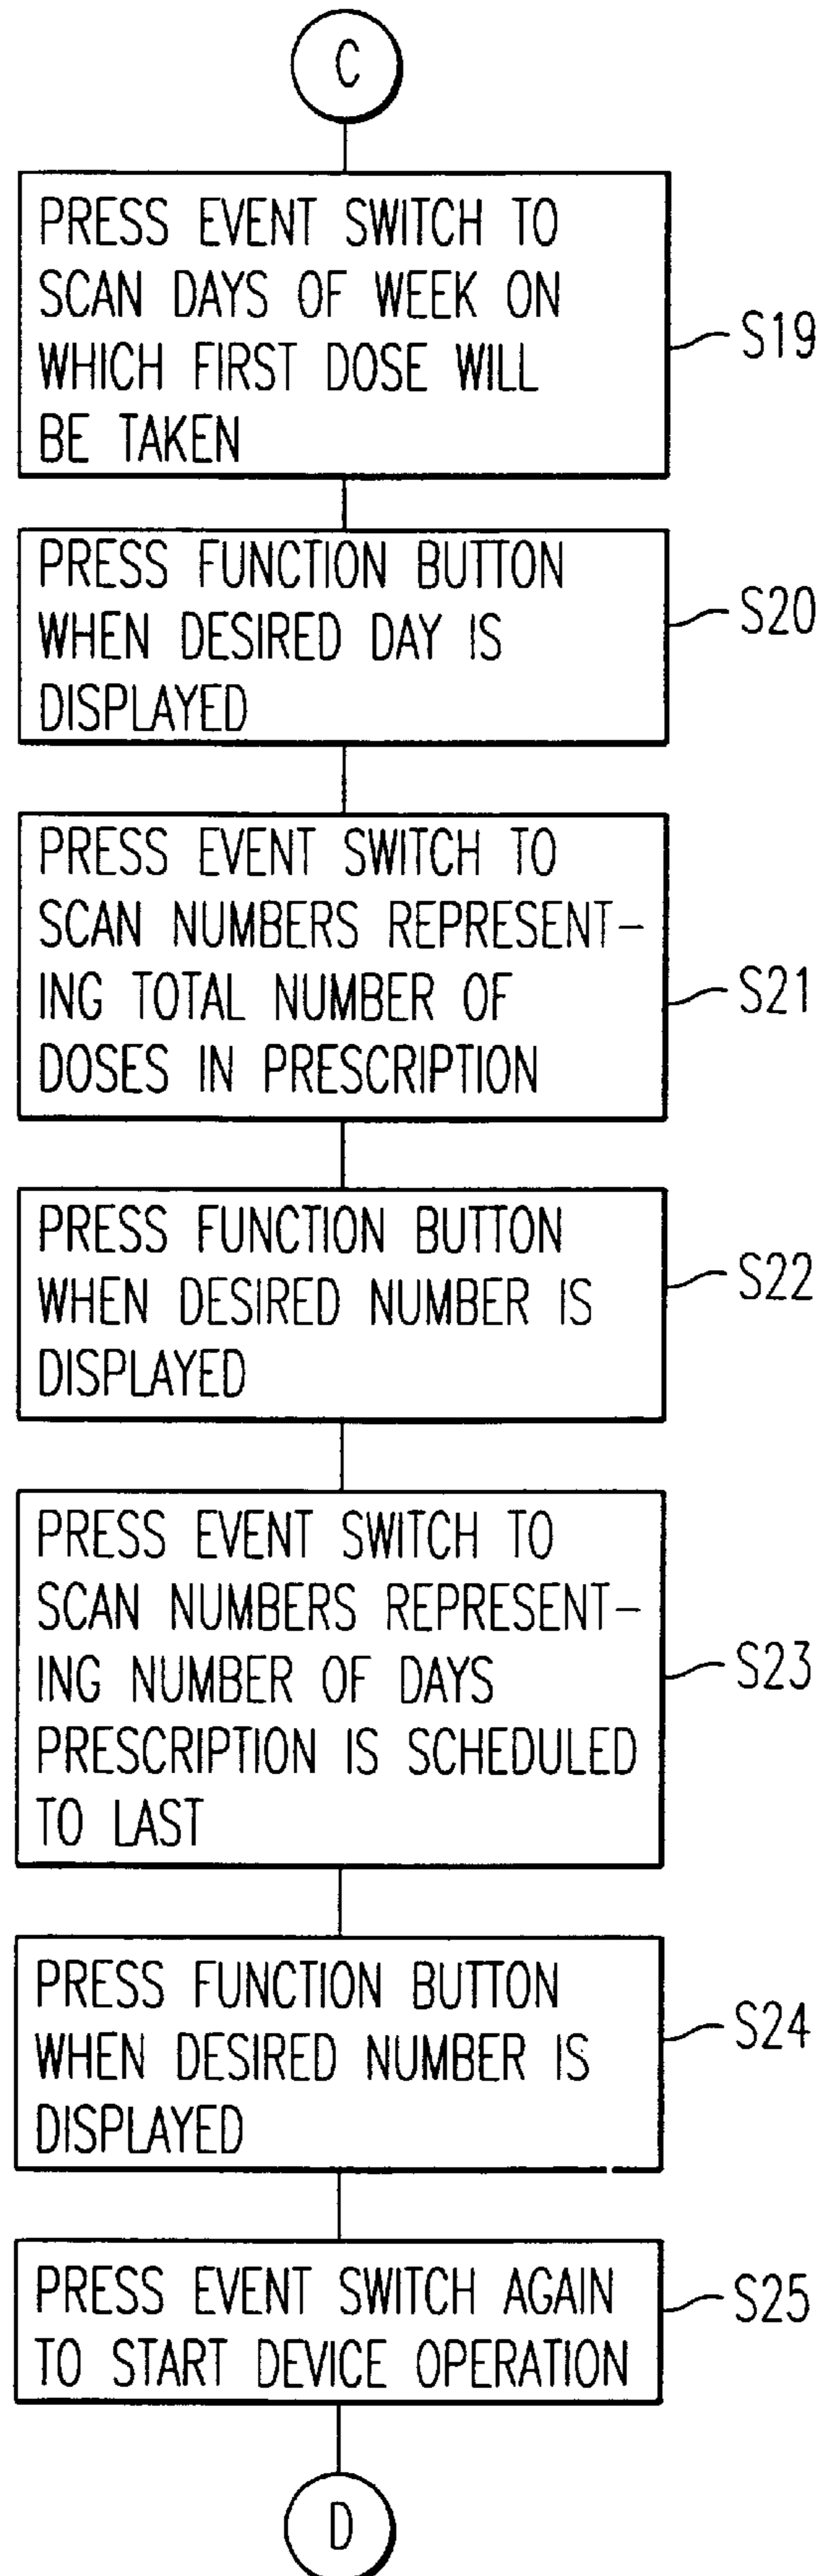 C
PRESS EVENT SWITCH TO
SCAN DAYS OF WEEK ON
WHICH FIRST DOSE WILL
BE TAKEN
S19
PRESS FUNCTION BUTTON
WHEN DESIRED DAY IS
DISPLAYED
S20
PRESS EVENT SWITCH TO
SCAN NUMBERS REPRESENT-
ING TOTAL NUMBER OF
DOSES IN PRESCRIPTION
S21
PRESS FUNCTION BUTTON
WHEN DESIRED NUMBER IS
DISPLAYED
S22
PRESS EVENT SWITCH TO
SCAN NUMBERS REPRESENT-
ING NUMBER OF DAYS
PRESCRIPTION IS SCHEDULED
TO LAST
S23
PRESS FUNCTION BUTTON
WHEN DESIRED NUMBER IS
DISPLAYED
S24
PRESS EVENT SWITCH AGAIN
TO START DEVICE OPERATION
S25
D